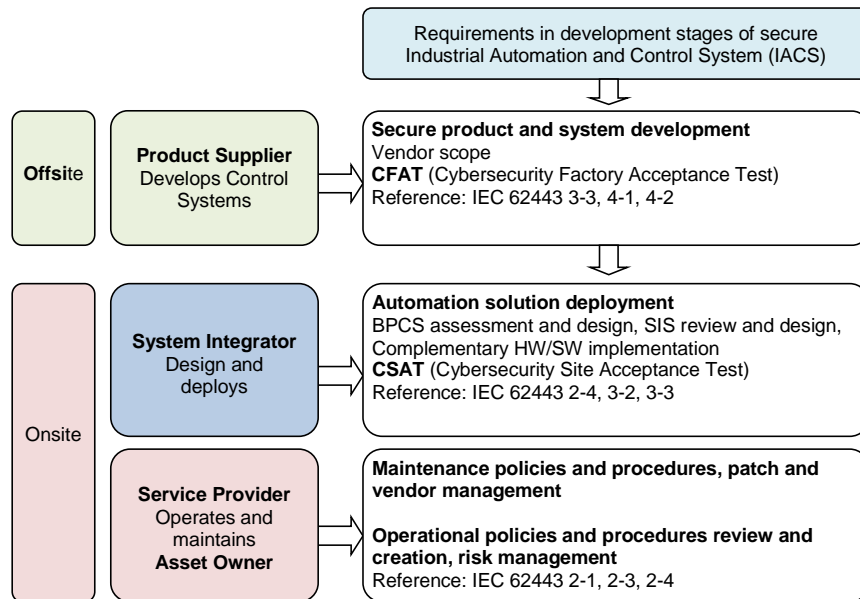 Requirements in development stages of secure
Industrial Automation and Control System (IACS)
Offsite
Product Supplier
Develops Control
Systems
Secure product and system development
Vendor scope
CFAT (Cybersecurity Factory Acceptance Test)
Reference: IEC 62443 3-3, 4-1, 4-2
Onsite
System Integrator
Design and
deploys
Automation solution deployment
BPCS assessment and design, SIS review and design,
Complementary HW/SW implementation
CSAT (Cybersecurity Site Acceptance Test)
Reference: IEC 62443 2-4, 3-2, 3-3
Service Provider
Operates and
maintains
Asset Owner
Maintenance policies and procedures, patch and
vendor management
Operational policies and procedures review and
creation, risk management
Reference: IEC 62443 2-1, 2-3, 2-4